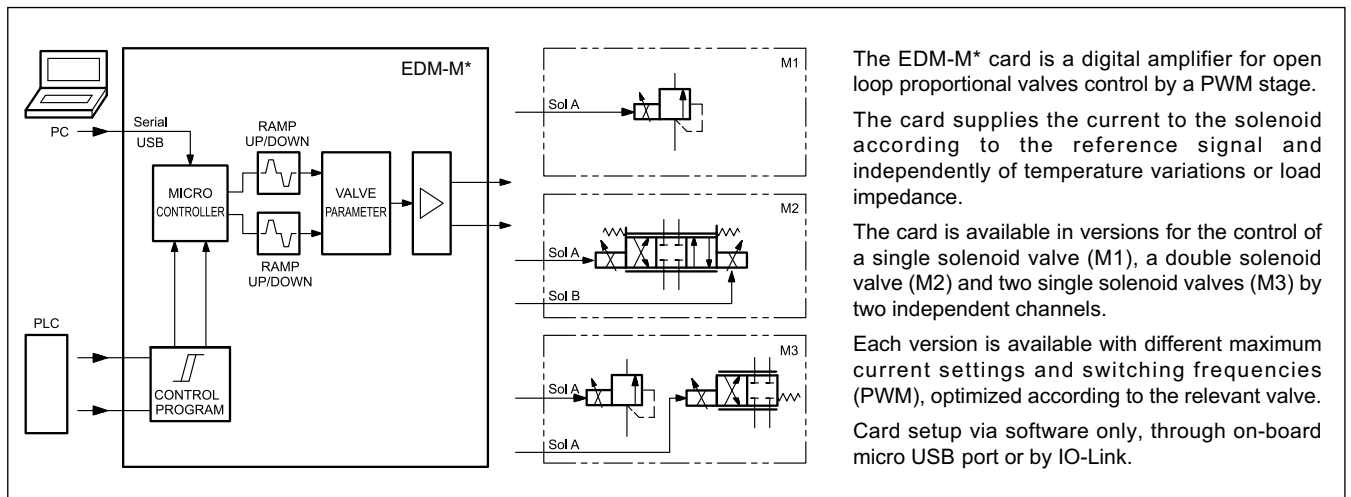 EDM-M*
PC
Serial
USB
RAMP
UP/DOWN
MICRO
CONTROLLER
VALVE
PARAMETER
RAMP
UP/DOWN
PLC
CONTROL
PROGRAM
M1
Sol A
M2
Sol A
Sol B
M3
Sol A
Sol A
The EDM-M* card is a digital amplifier for open
loop proportional valves control by a PWM stage.
The card supplies the current to the solenoid
according to the reference signal and
independently of temperature variations or load
impedance.
The card is available in versions for the control of
a single solenoid valve (M1), a double solenoid
valve (M2) and two single solenoid valves (M3) by
two independent channels.
Each version is available with different maximum
current settings and switching frequencies
(PWM), optimized according to the relevant valve.
Card setup via software only, through on-board
micro USB port or by IO-Link.